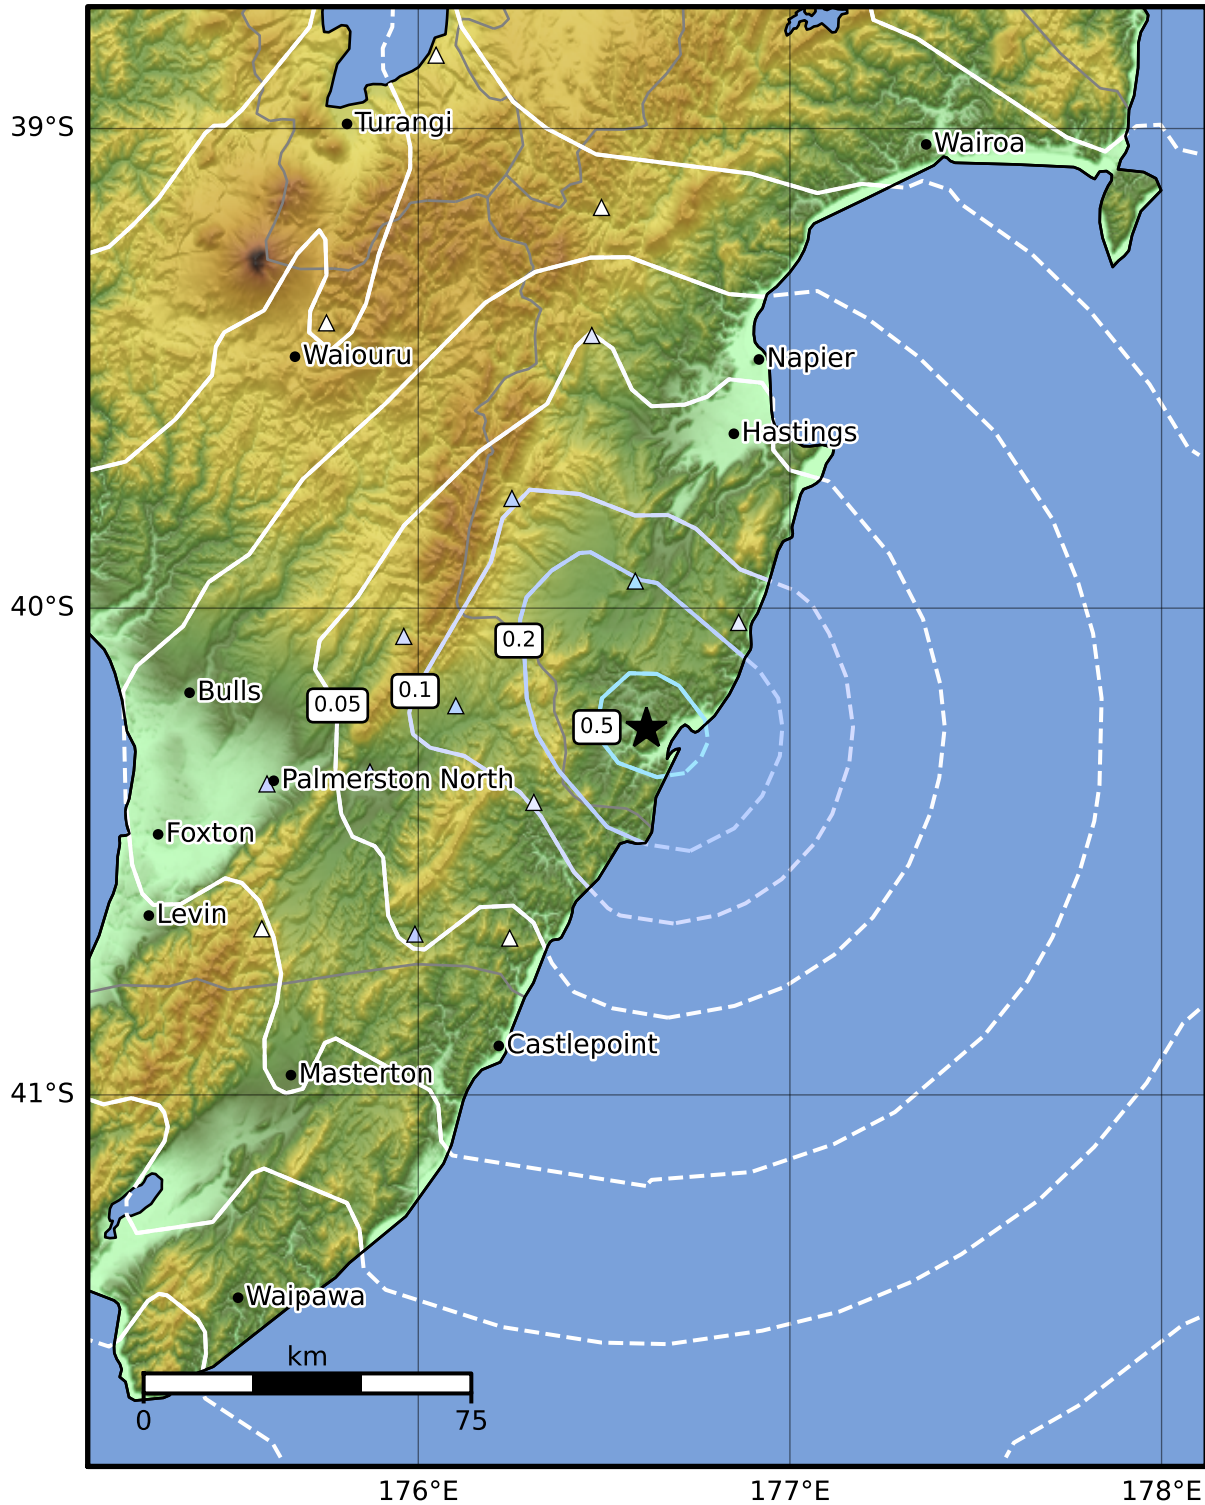 39°S
Turangi
Wairoa
Waiouru
Napier
Hastings
40°S
0.2
Bulls
0.05
0.1
0.5
Palmerston North
Foxton
Levin
Castlepoint
Masterton
41°S
Waipawa
km
0
75
176°E
177°E
178°E